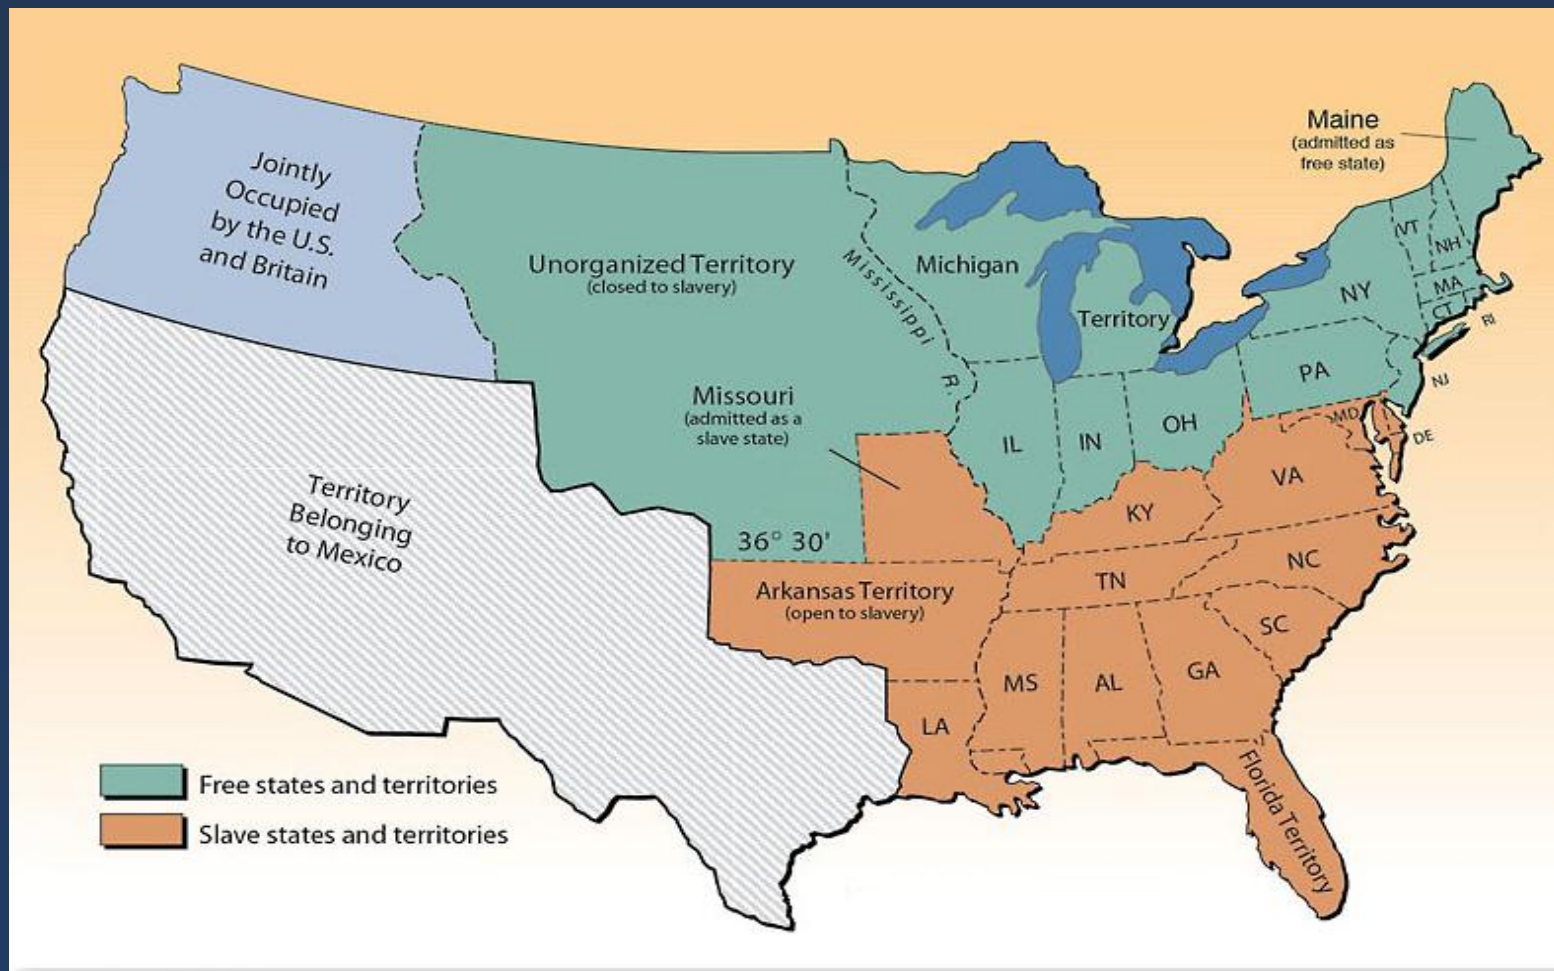 Jointly
Occupied
by the U.S.
and Britain
Unorganized Territory
(closed to slavery)
Mississippi R.
Michigan
Territory
Maine
(admitted as
free state)
VT
NH
MA
CT
RI
NY
PA
NJ
MD
DE
Missouri
(admitted as a
slave state)
IL
IN
OH
VA
KY
Territory
Belonging
to Mexico
36° 30'
Arkansas Territory
(open to slavery)
TN
NC
SC
MS
AL
GA
LA
Florida Territory
Free states and territories
Slave states and territories